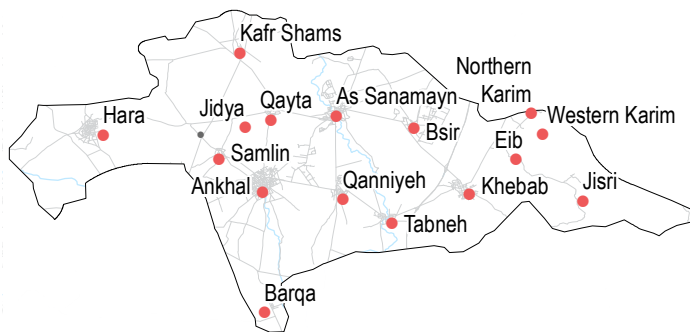 Kafr Shams
Northern
Karim
Hara
Jidya
Qayta
As Sanamayn
Western Karim
Bsir
Eib
Samlin
Ankhal
Qanniyeh
Khebab
Jisri
Tabneh
Barqa